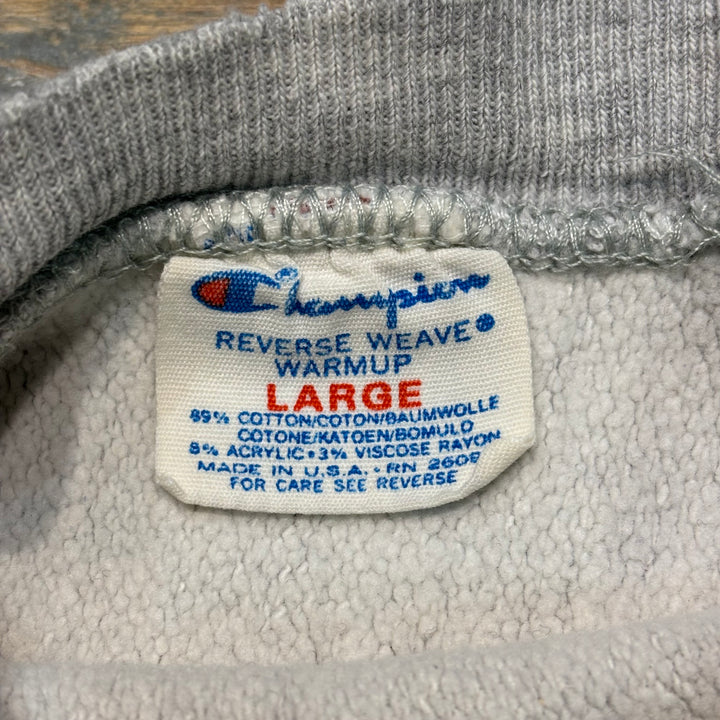 Champion
REVERSE WEAVE®
WARMUP
LARGE
89% COTTON/COTON/BAUMWOLLE
COTONE/KATOEN/BOMULD
8% ACRYLIC • 3% VISCOSE RAYON
MADE IN U.S.A. • RN 26094
FOR CARE SEE REVERSE